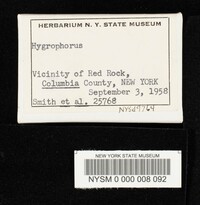 HERBARIUM N. Y. STATE MUSEUM
Hygrophorus
Vicinity of Red Rock,
Columbia County, NEW YORK
September 3, 1958
Smith et al. 25768
NYSf7764
NEW YORK STATE MUSEUM
NYSM 0 000 008 092